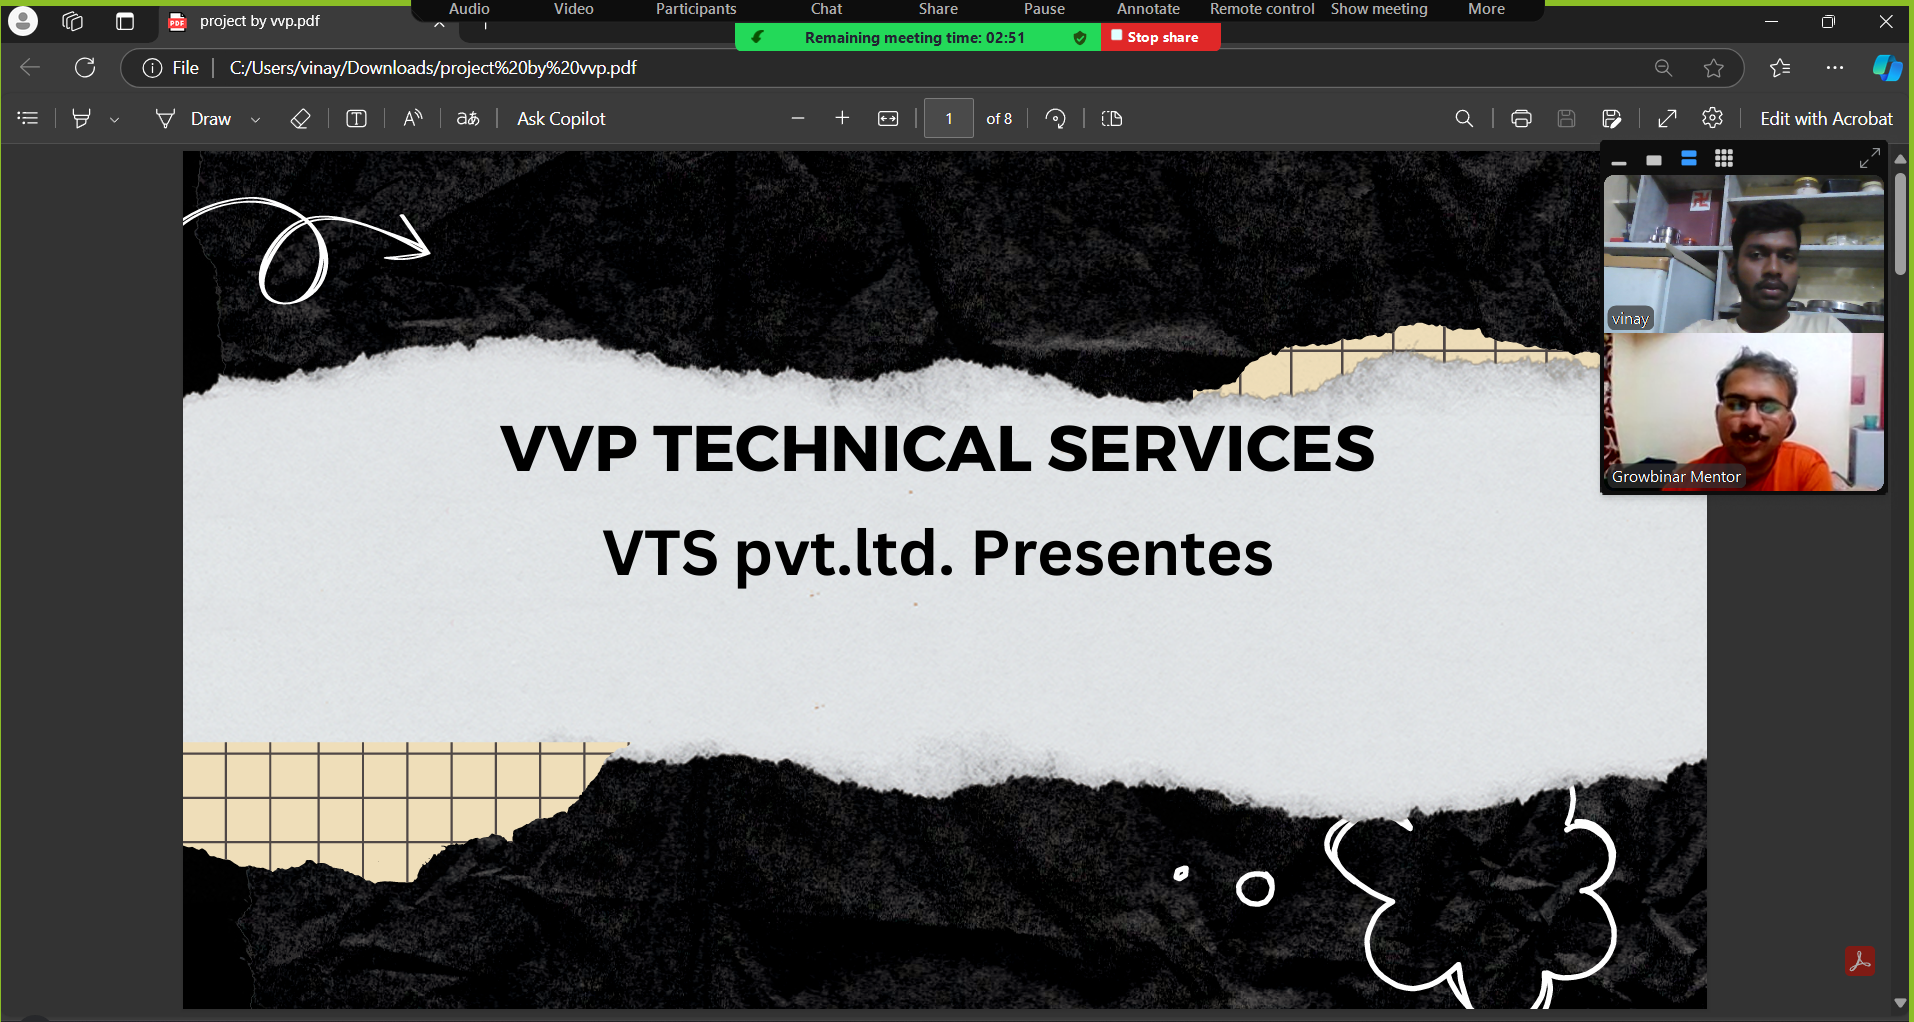 Audio Video Participants Chat Share Pause Annotate Remote control Show meeting More
project by vvp.pdf
Remaining meeting time: 02:51 Stop share
File C:/Users/vinay/Downloads/project%20by%20vvp.pdf
Draw Ask Copilot 1 of 8 Edit with Acrobat
VVP TECHNICAL SERVICES
VTS pvt.ltd. Presentes
vinay
Growbinar Mentor